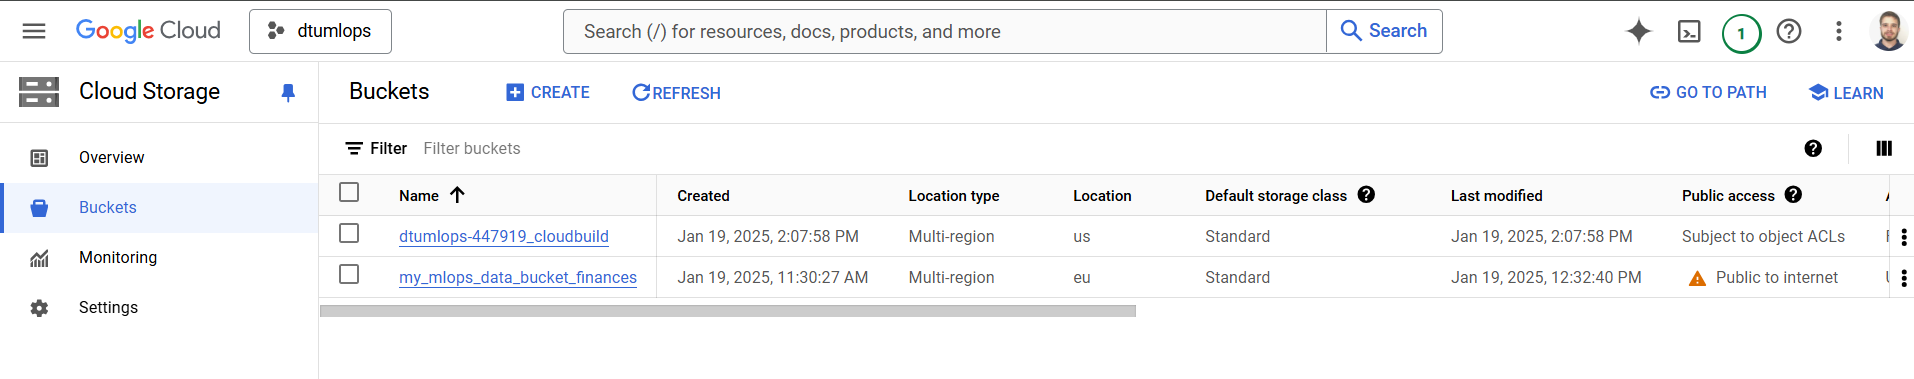 Google Cloud dtumlops Search (/) for resources, docs, products, and more Search 1
Cloud Storage
Overview
Buckets
Monitoring
Settings
Buckets CREATE REFRESH GO TO PATH LEARN
Filter Filter buckets
Name Created Location type Location Default storage class Last modified Public access
dtumlops-447919_cloudbuild Jan 19, 2025, 2:07:58 PM Multi-region us Standard Jan 19, 2025, 2:07:58 PM Subject to object ACLs
my_mlops_data_bucket_finances Jan 19, 2025, 11:30:27 AM Multi-region eu Standard Jan 19, 2025, 12:32:40 PM Public to internet